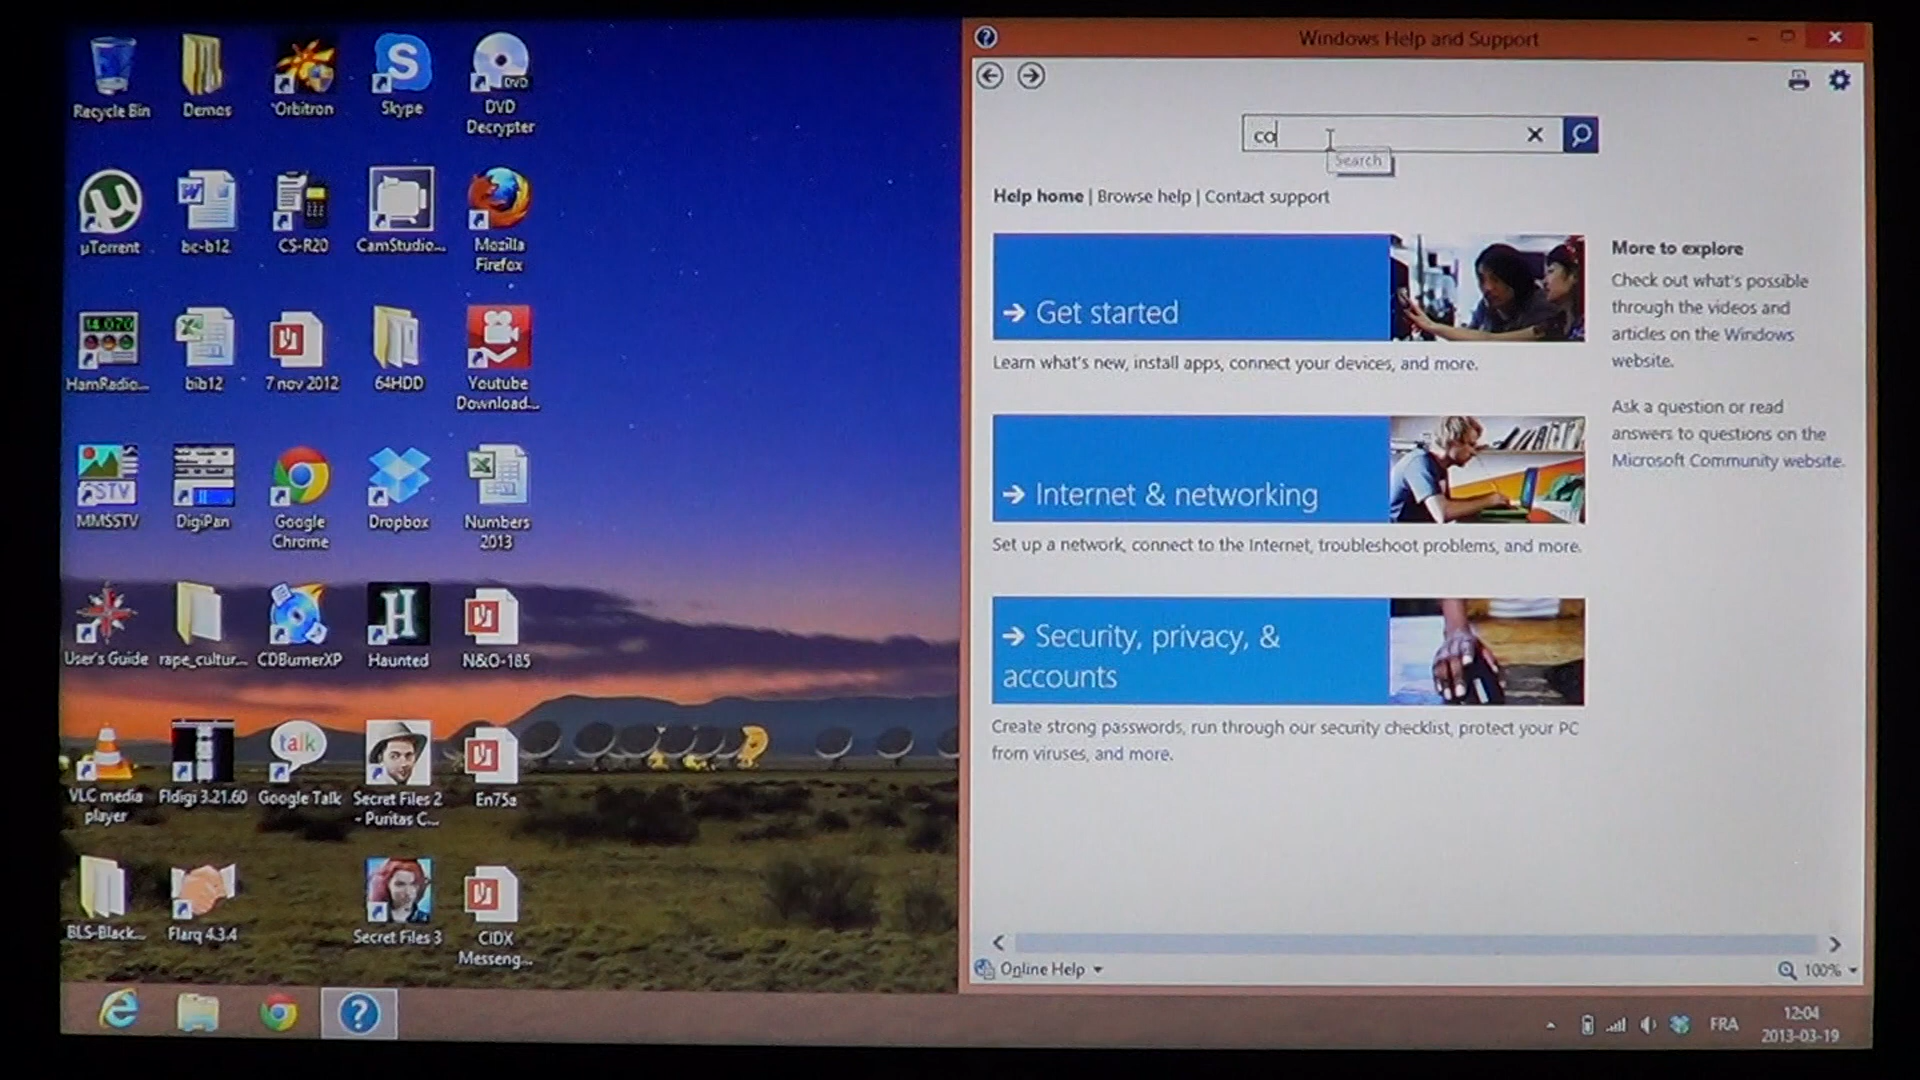 Recycle Bin
Demos
Orbitron
Skype
DVD
DVD
Decrypter
µTorrent
bc-b12
CS-R20
CamStudio...
Mozilla
Firefox
14.070
HamRadio...
bib12
7 nov 2012
64HDD
Youtube
Download...
SSTV
MMSSTV
DigiPan
Google
Chrome
Dropbox
Numbers
2013
User's Guide
rape_cultur...
CDBurnerXP
H
Haunted
N&O-185
VLC media
player
Fldigi 3.21.60
talk
Google Talk
Secret Files 2
- Puritas C...
En75a
BLS-Black...
Flarq 4.3.4
Secret Files 3
CIDX
Messeng...
Windows Help and Support
co
Search
Help home | Browse help | Contact support
Get started
Learn what's new, install apps, connect your devices, and more.
Internet & networking
Set up a network, connect to the Internet, troubleshoot problems, and more.
Security, privacy, &
accounts
Create strong passwords, run through our security checklist, protect your PC
from viruses, and more.
More to explore
Check out what's possible
through the videos and
articles on the Windows
website.
Ask a question or read
answers to questions on the
Microsoft Community website.
Online Help
100%
FRA
12:04
2013-03-19